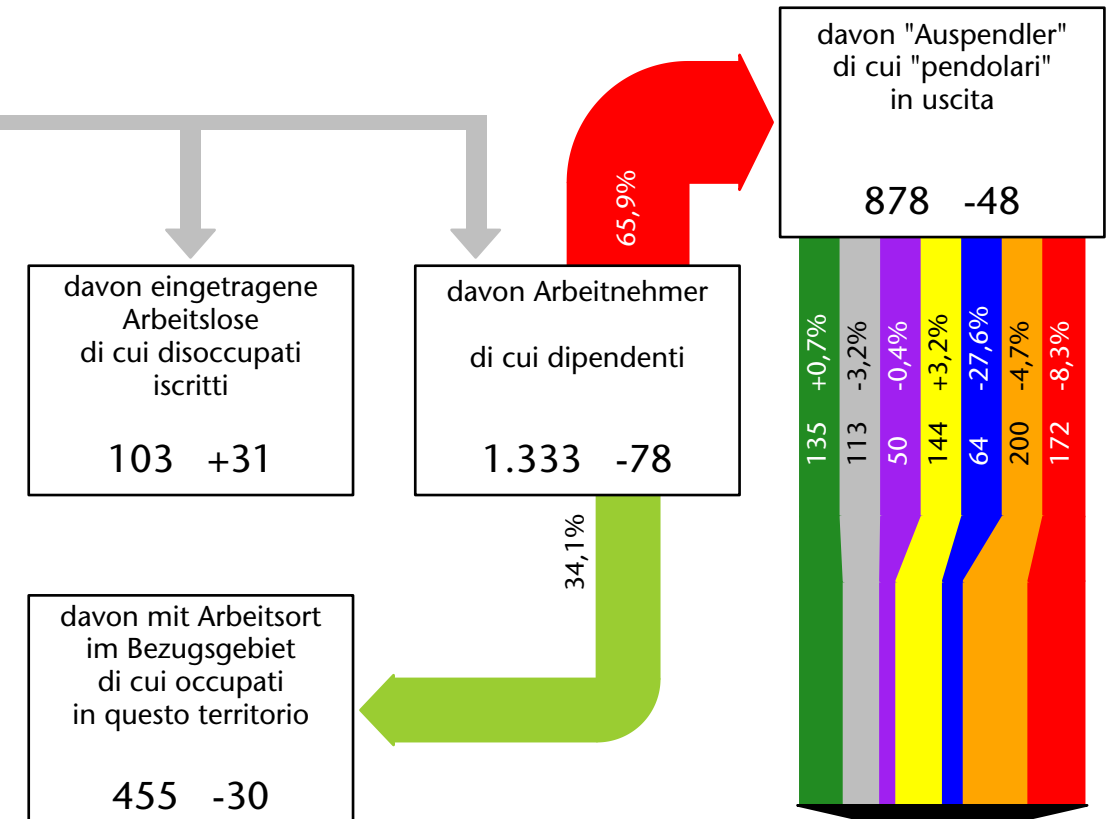 davon "Auspendler"
di cui "pendolari"
in uscita
878 -48
65,9%
davon eingetragene
Arbeitslose
di cui disoccupati
iscritti
103 +31
davon Arbeitnehmer
di cui dipendenti
1.333 -78
135 +0,7%
113 -3,2%
50 -0,4%
144 +3,2%
64 -27,6%
200 -4,7%
172 -8,3%
34,1%
davon mit Arbeitsort
im Bezugsgebiet
di cui occupati
in questo territorio
455 -30